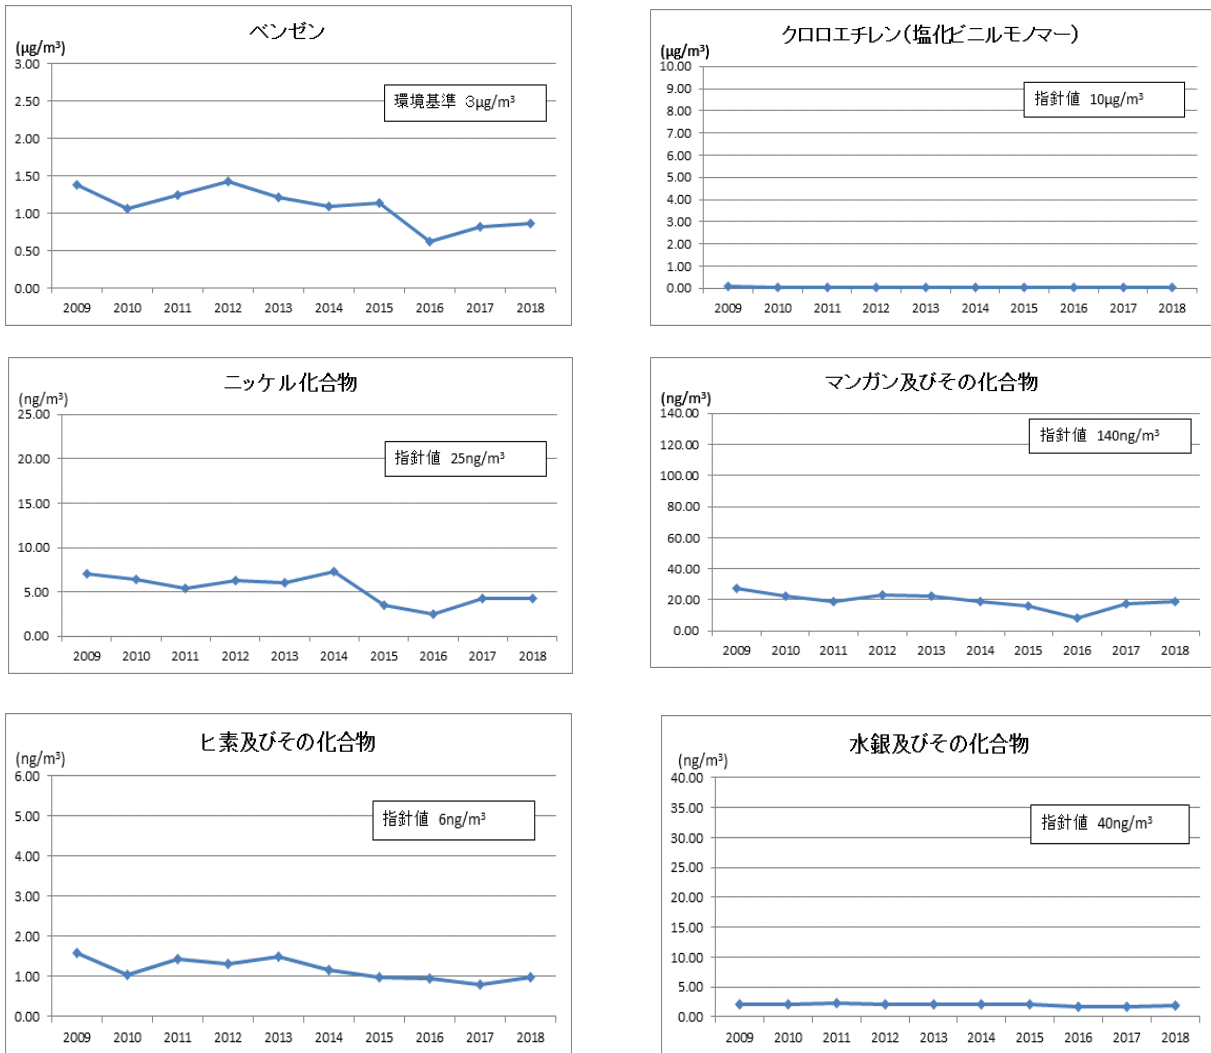 ベンゼン
(μg/m³)
環境基準 3μg/m³
3.00
2.50
2.00
1.50
1.00
0.50
0.00
2009 2010 2011 2012 2013 2014 2015 2016 2017 2018
クロロエチレン(塩化ビニルモノマー)
(μg/m³)
指針値 10μg/m³
10.00
9.00
8.00
7.00
6.00
5.00
4.00
3.00
2.00
1.00
0.00
2009 2010 2011 2012 2013 2014 2015 2016 2017 2018
ニッケル化合物
(ng/m³)
指針値 25ng/m³
25.00
20.00
15.00
10.00
5.00
0.00
2009 2010 2011 2012 2013 2014 2015 2016 2017 2018
マンガン及びその化合物
(ng/m³)
指針値 140ng/m³
140.00
120.00
100.00
80.00
60.00
40.00
20.00
0.00
2009 2010 2011 2012 2013 2014 2015 2016 2017 2018
ヒ素及びその化合物
(ng/m³)
指針値 6ng/m³
6.00
5.00
4.00
3.00
2.00
1.00
0.00
2009 2010 2011 2012 2013 2014 2015 2016 2017 2018
水銀及びその化合物
(ng/m³)
指針値 40ng/m³
40.00
35.00
30.00
25.00
20.00
15.00
10.00
5.00
0.00
2009 2010 2011 2012 2013 2014 2015 2016 2017 2018